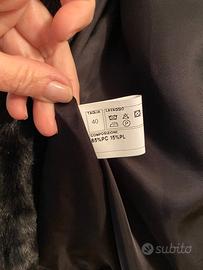 TAGLIA LAVAGGIO
40
P
COMPOSIZIONE
85%PC 15%PL
subito